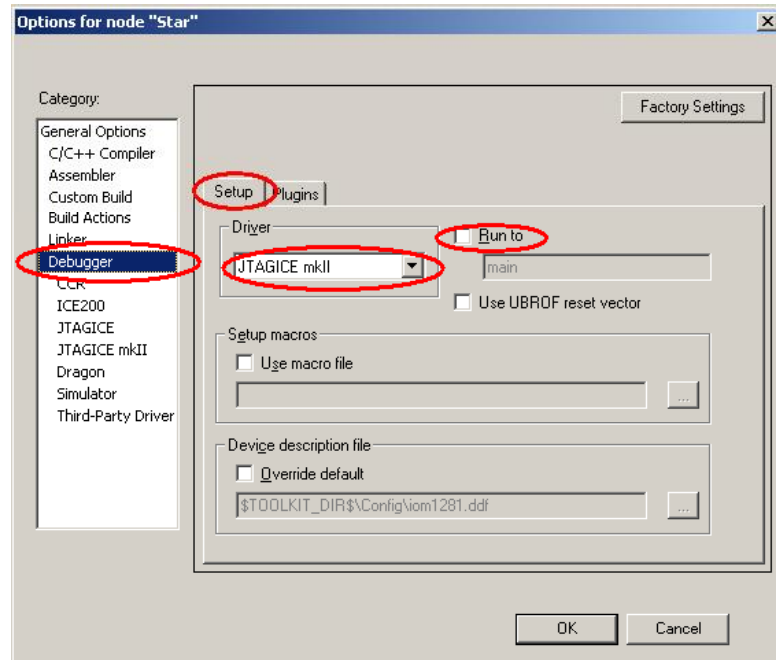 Options for node "Star"
Category:
Factory Settings
General Options
C/C++ Compiler
Assembler
Custom Build
Build Actions
Linker
Debugger
CCR
ICE200
JTAGICE
JTAGICE mkII
Dragon
Simulator
Third-Party Driver
Setup Plugins
Driver
JTAGICE mkII
Run to
main
Use UBROF reset vector
Setup macros
Use macro file
...
Device description file
Override default
$TOOLKIT_DIR$\Config\iom1281.ddf
...
OK Cancel